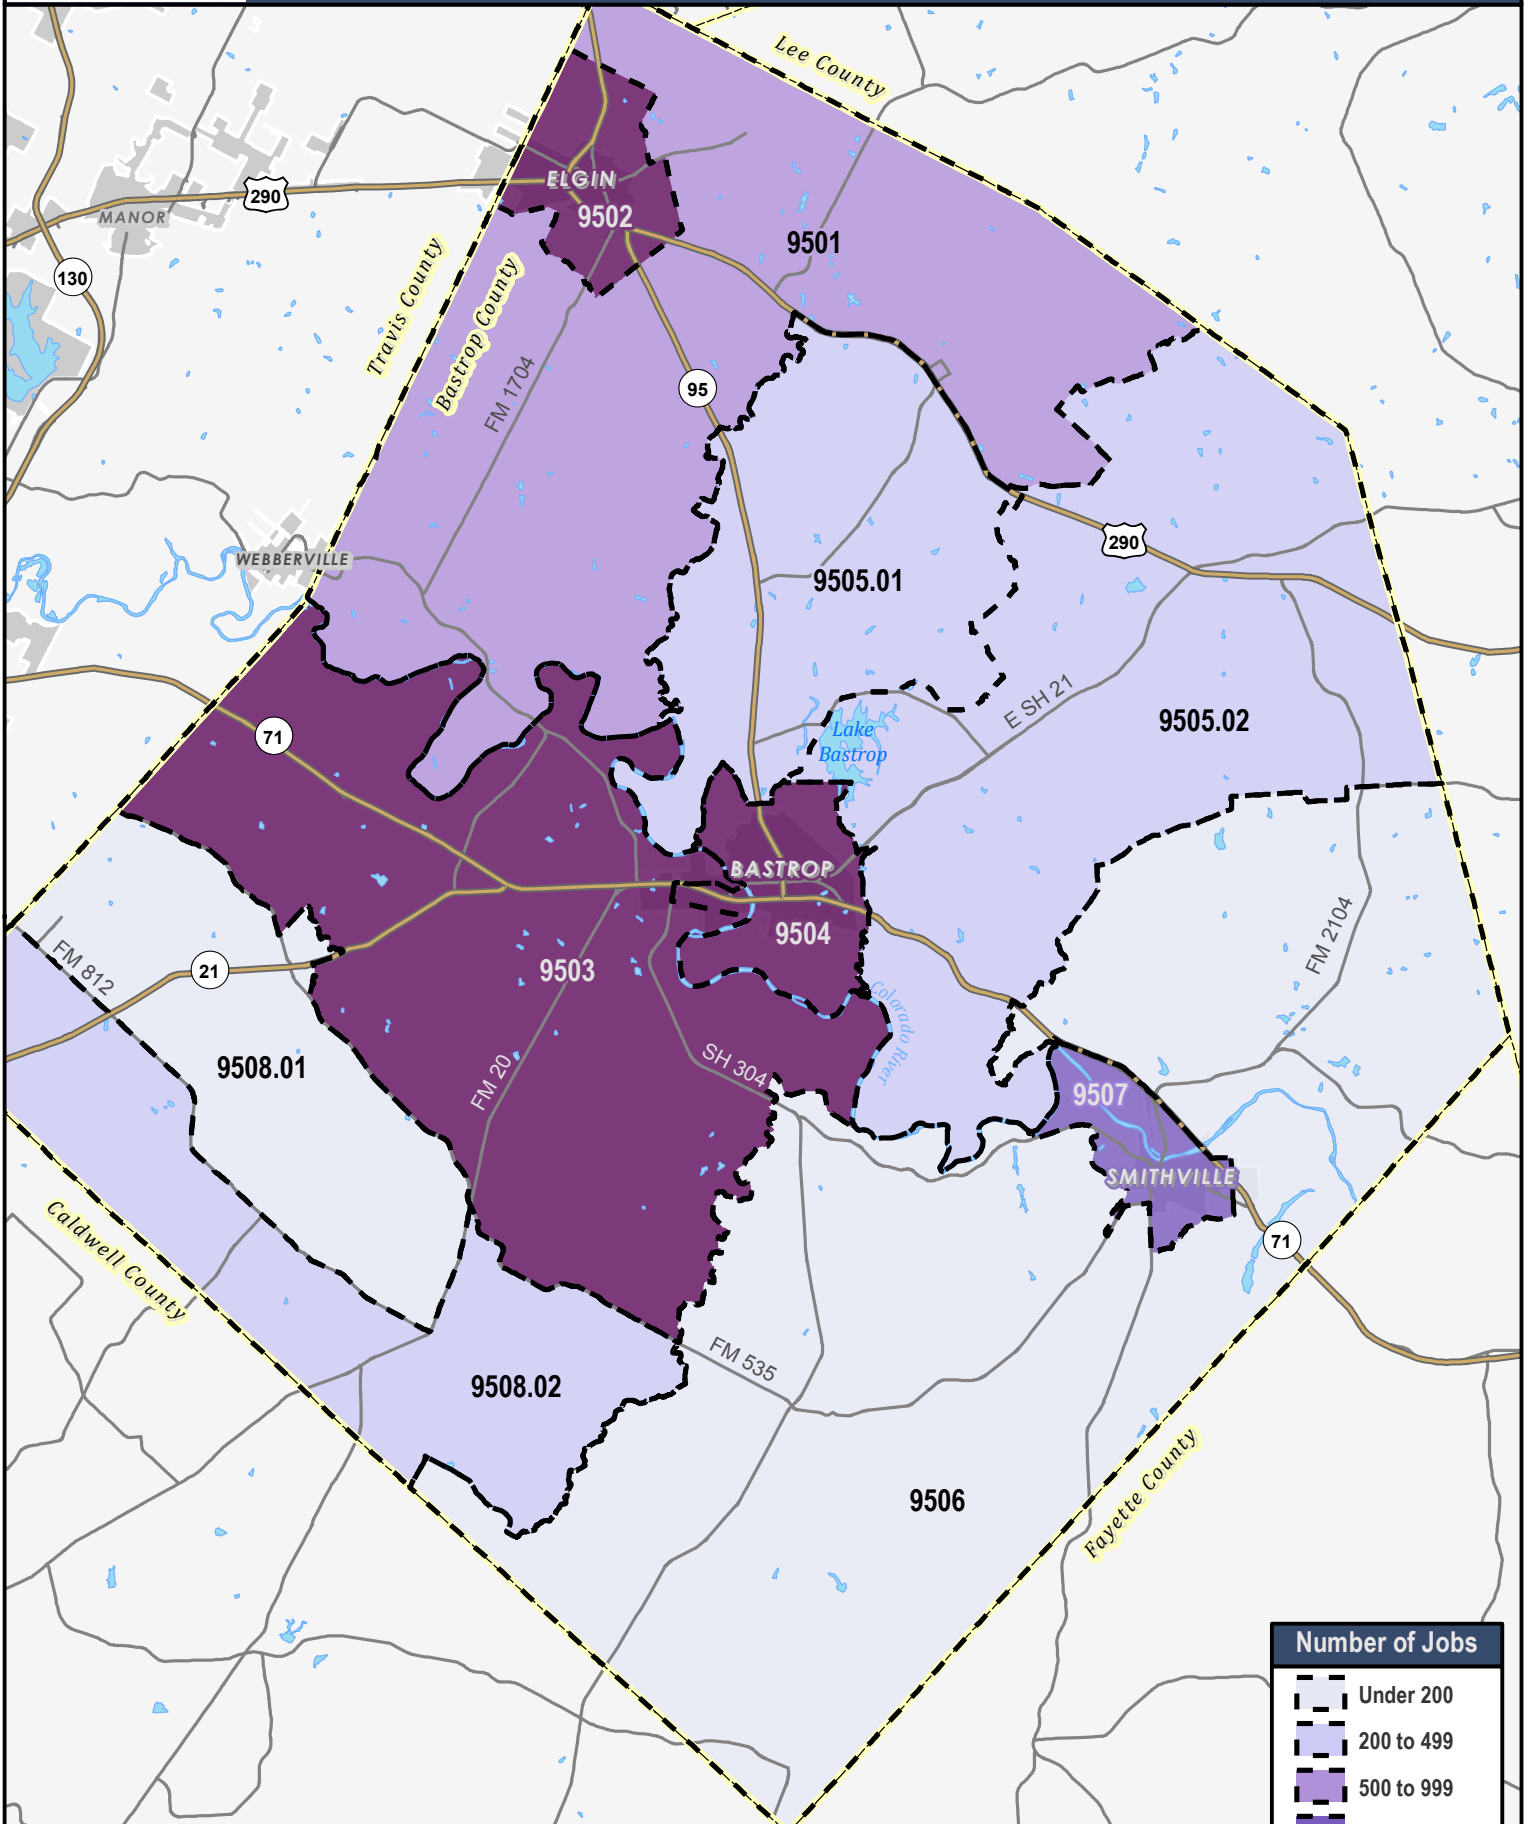 Lee County
ELGIN
290
9502
MANOR
9501
130
Travis County
Bastrop County
FM 1704
95
290
WEBBERVILLE
9505.01
E SH 21
9505.02
71
Lake
Bastrop
BASTROP
9504
FM 2104
FM 812
21
9503
Colorado River
9508.01
FM 20
SH 304
9507
SMITHVILLE
Caldwell County
71
FM 535
9508.02
9506
Fayette County
Number of Jobs
Under 200
200 to 499
500 to 999